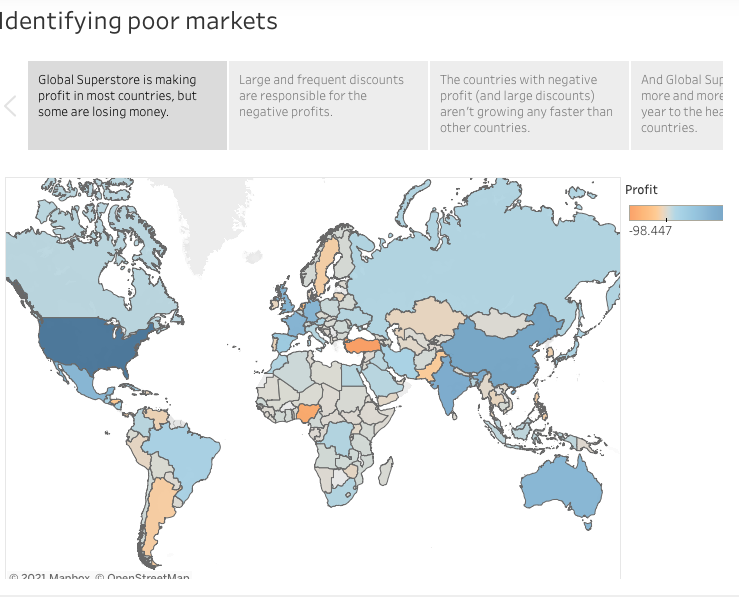 Identifying poor markets
Global Superstore is making
profit in most countries, but
some are losing money.
Large and frequent discounts
are responsible for the
negative profits.
The countries with negative
profit (and large discounts)
aren't growing any faster than
other countries.
And Global Sup
more and more
year to the hea
countries.
Profit
-98.447
© 2021 Mapbox © OpenStreetMap